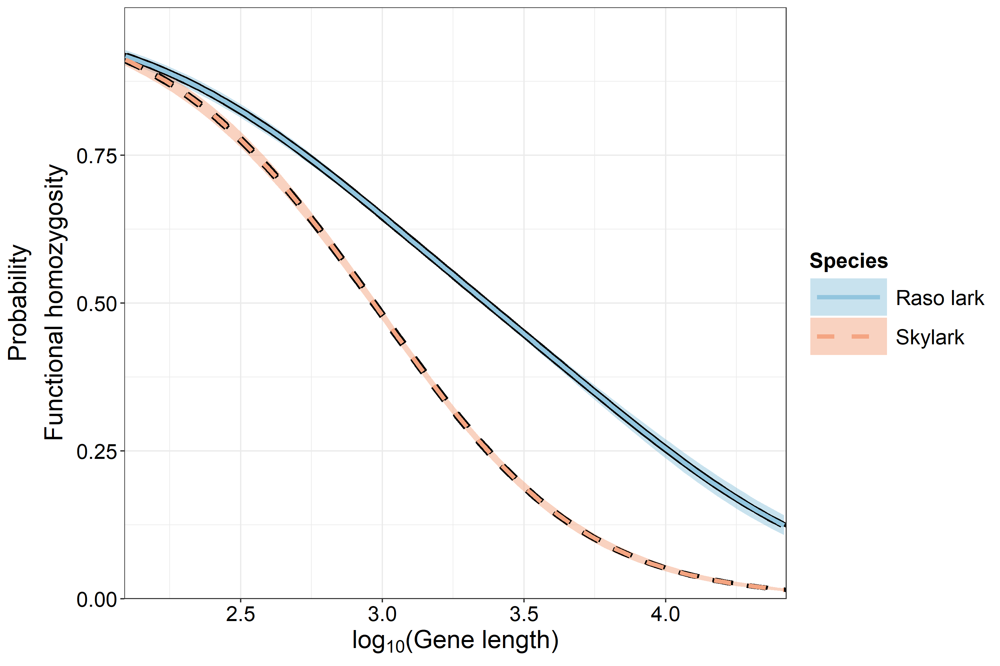 Probability
Functional homozygosity
0.75
0.50
0.25
0.00
2.5
3.0
3.5
4.0
log₁₀(Gene length)
Species
Raso lark
Skylark